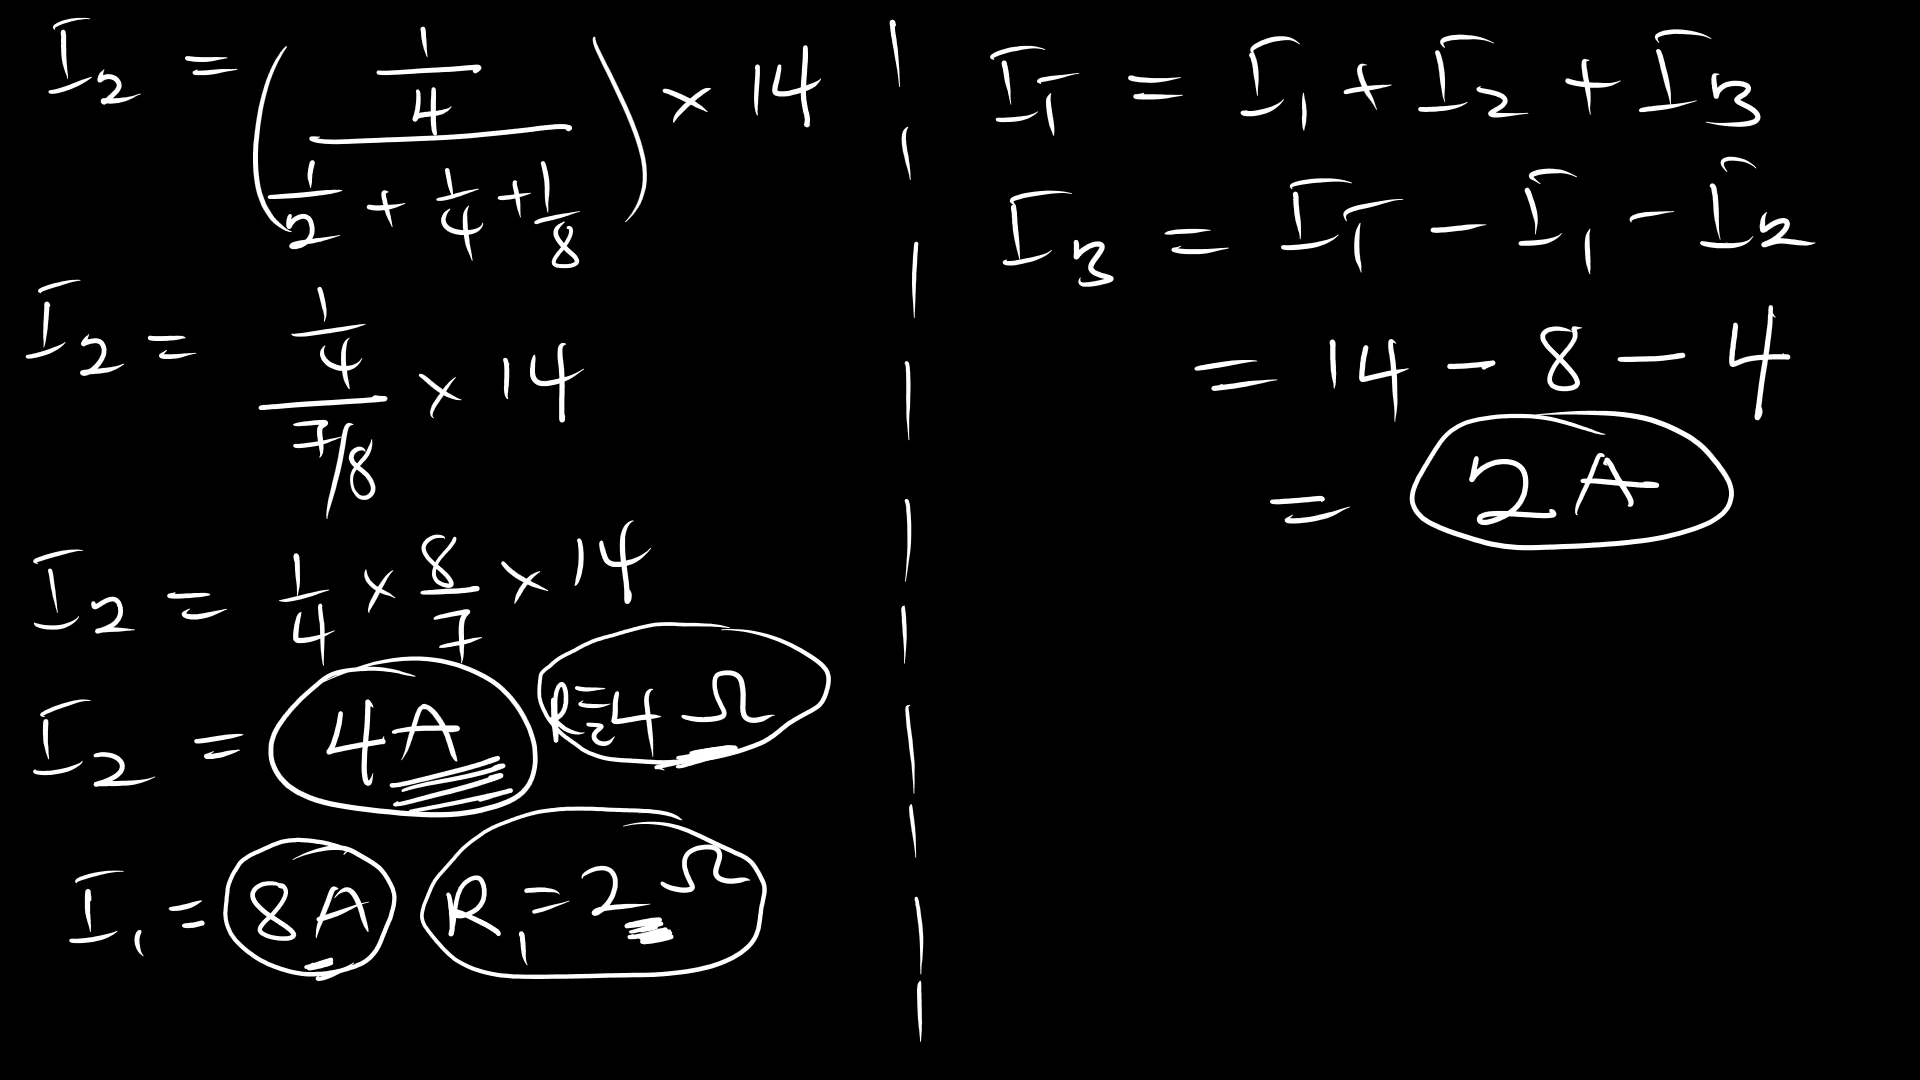 I₂ = ((1/4)/(1/2 + 1/4 + 1/8)) × 14
I₂ = (1/4)/(7/8) × 14
I₂ = 1/4 × 8/7 × 14
I₂ = 4A R₂=4Ω
I₁ = 8A R₁=2Ω
I_T = I₁ + I₂ + I₃
I₃ = I_T - I₁ - I₂
= 14 - 8 - 4
= 2A